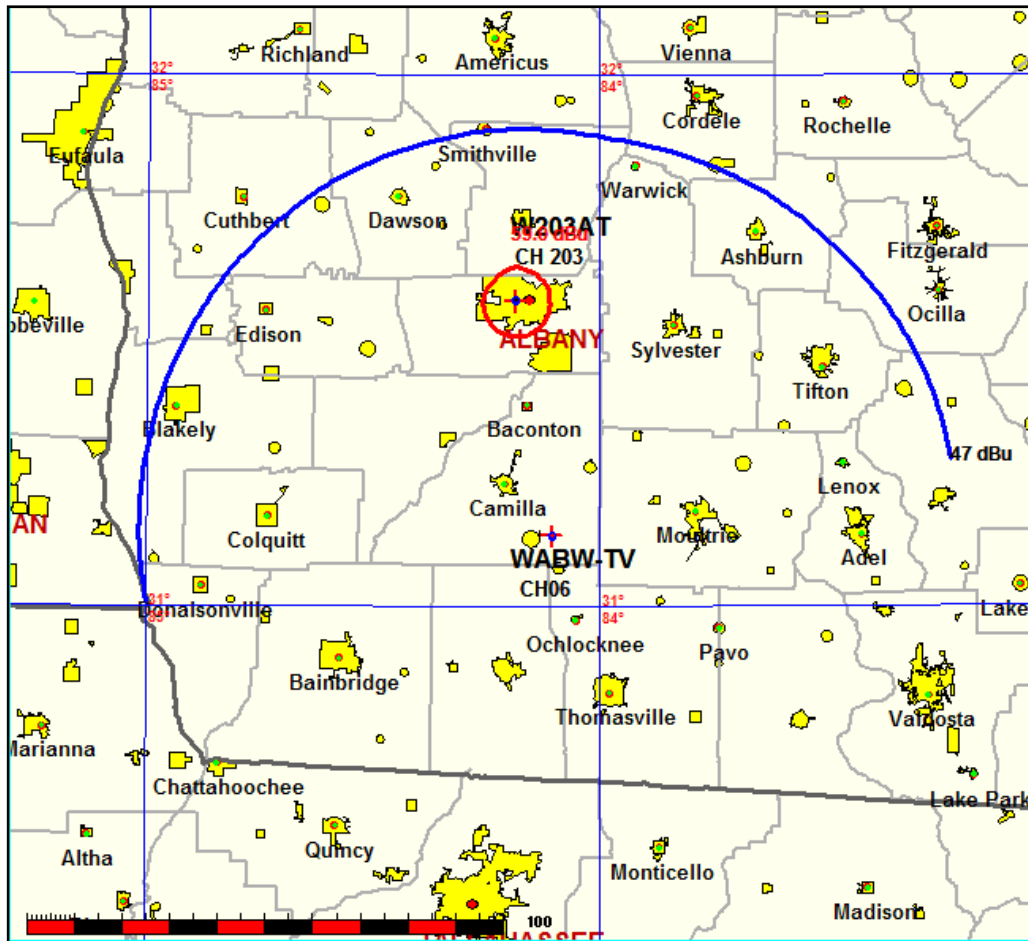 Richland
Americus
Vienna
32°
85°
32°
84°
Eufaula
Smithville
Cordele
Rochelle
Warwick
Cuthbert
Dawson
W203AT
CH 203
Ashburn
Fitzgerald
Ocilla
Edison
ALBANY
Sylvester
Tifton
Blakely
Baconton
47 dBu
Camilla
Lenox
AN
Colquitt
Moultrie
Adel
WABW-TV
CH06
Donalsonville
31°
85°
31°
84°
Lake
Ochlocknee
Pavo
Bainbridge
Thomasville
Valdosta
Marianna
Chattahoochee
Lake Park
Altha
Quincy
Monticello
Madison
100